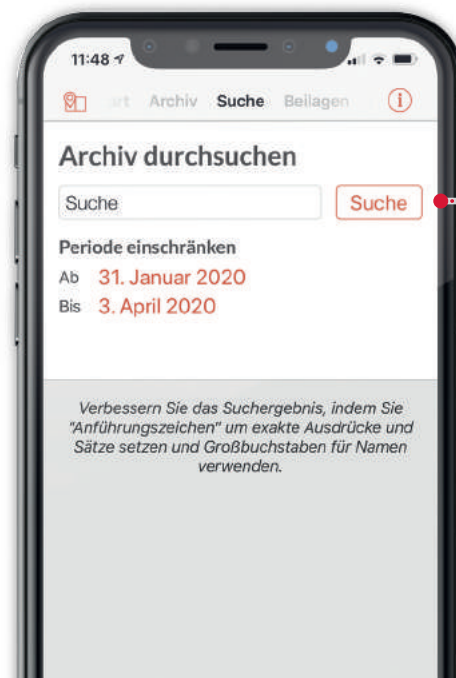 11:48
Archiv Suche Beilagen
Archiv durchsuchen
Suche Suche
Periode einschränken
Ab 31. Januar 2020
Bis 3. April 2020
Verbessern Sie das Suchergebnis, indem Sie
"Anführungszeichen" um exakte Ausdrücke und
Sätze setzen und Großbuchstaben für Namen
verwenden.